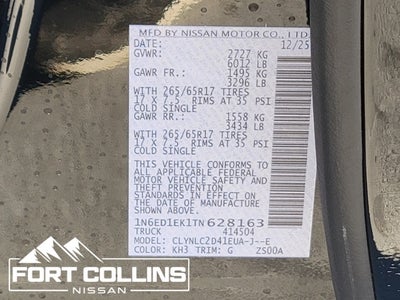 MFD BY NISSAN MOTOR CO., LTD
DATE: 12/25
GVWR: 2727 KG
6012 LB
GAWR FR.: 1495 KG
3296 LB
WITH 265/65R17 TIRES
17 X 7.5 RIMS AT 35 PSI
COLD SINGLE
GAWR RR.: 1558 KG
3434 LB
WITH 265/65R17 TIRES
17 X 7.5 RIMS AT 35 PSI
COLD SINGLE
THIS VEHICLE CONFORMS TO
ALL APPLICABLE FEDERAL
MOTOR VEHICLE SAFETY AND
THEFT PREVENTION
STANDARDS IN EFFECT ON
THE DATE OF MANUFACTURE
SHOWN ABOVE
1N6ED1EK1TN628163
TRUCK 414504
MODEL: CLYNLC2D41EUA-J--E
COLOR: KH3 TRIM: G ZS00A
FORT COLLINS
NISSAN